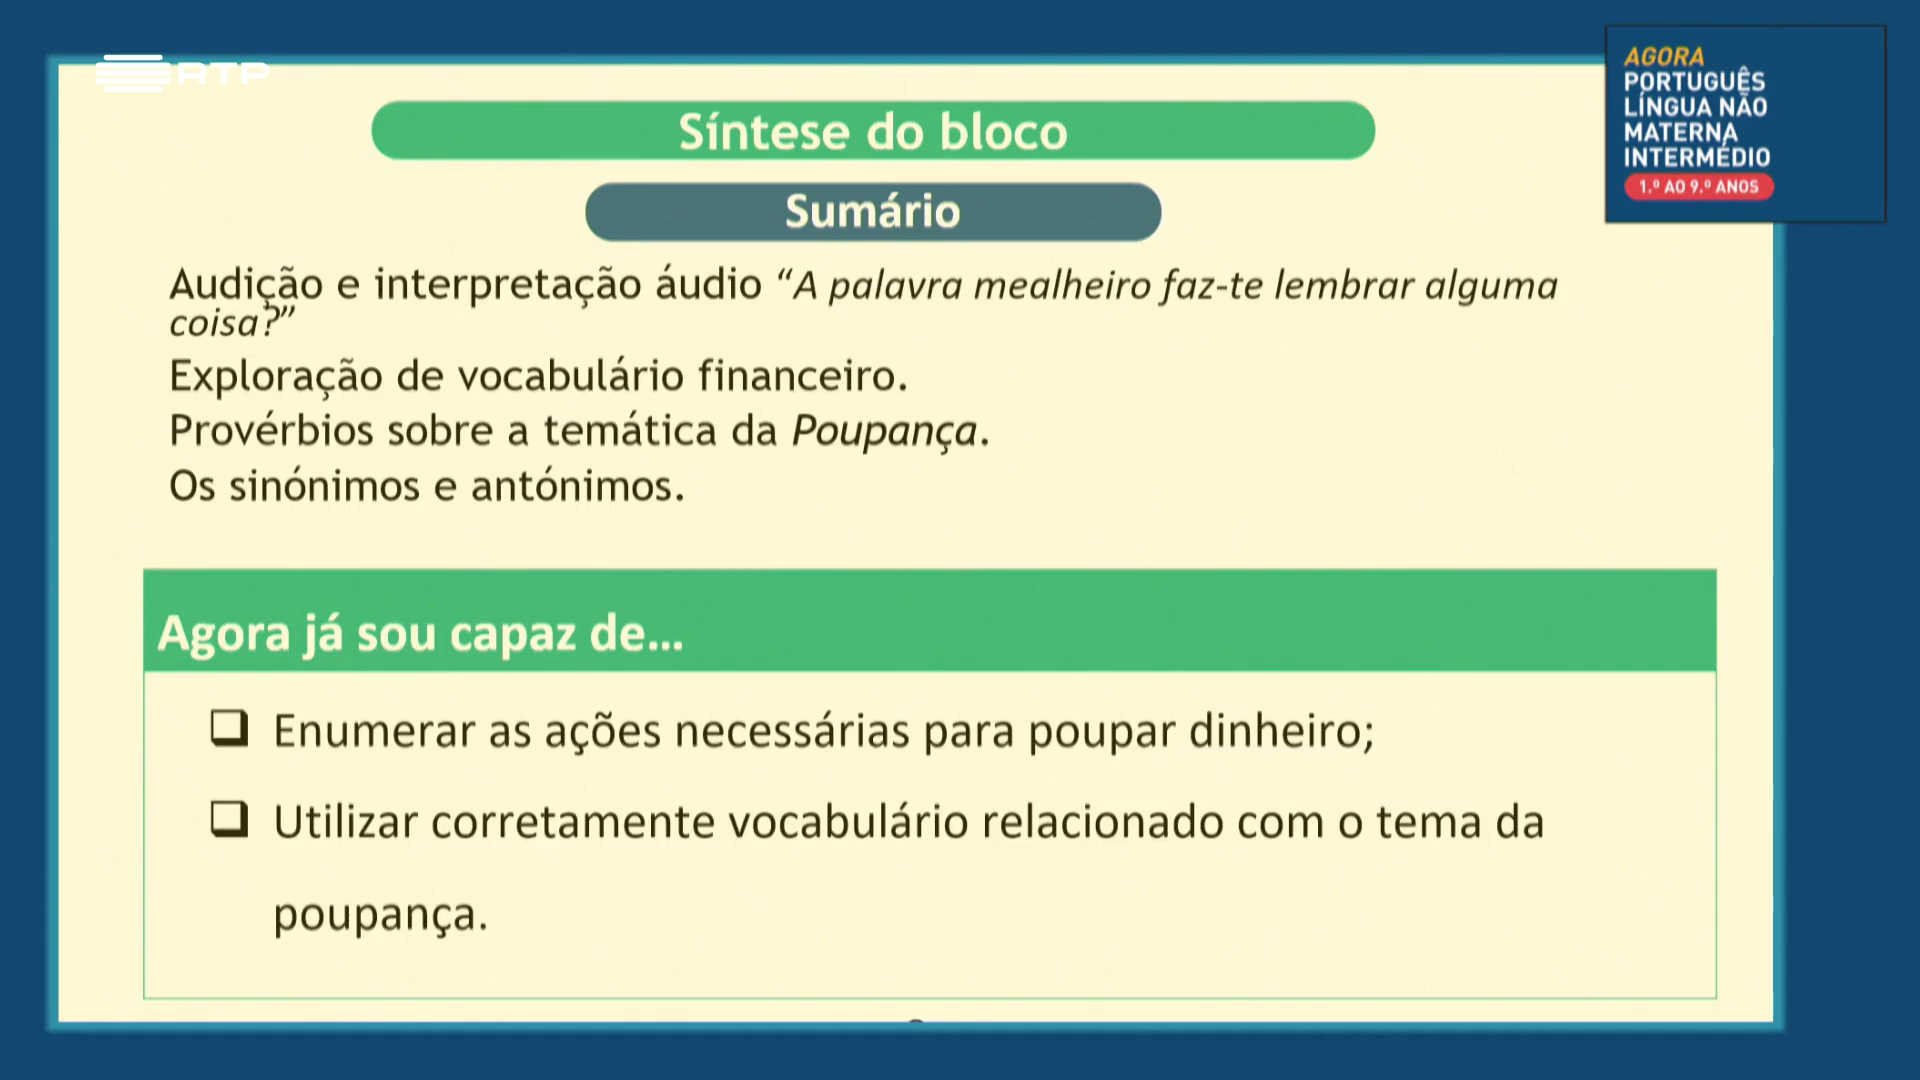 RTP
AGORA
PORTUGUÊS
LÍNGUA NÃO
MATERNA
INTERMÉDIO
1.º AO 9.º ANOS
Síntese do bloco
Sumário
Audição e interpretação áudio “A palavra mealheiro faz-te lembrar alguma
coisa?”
Exploração de vocabulário financeiro.
Provérbios sobre a temática da Poupança.
Os sinónimos e antónimos.
Agora já sou capaz de...
❑ Enumerar as ações necessárias para poupar dinheiro;
❑ Utilizar corretamente vocabulário relacionado com o tema da
poupança.